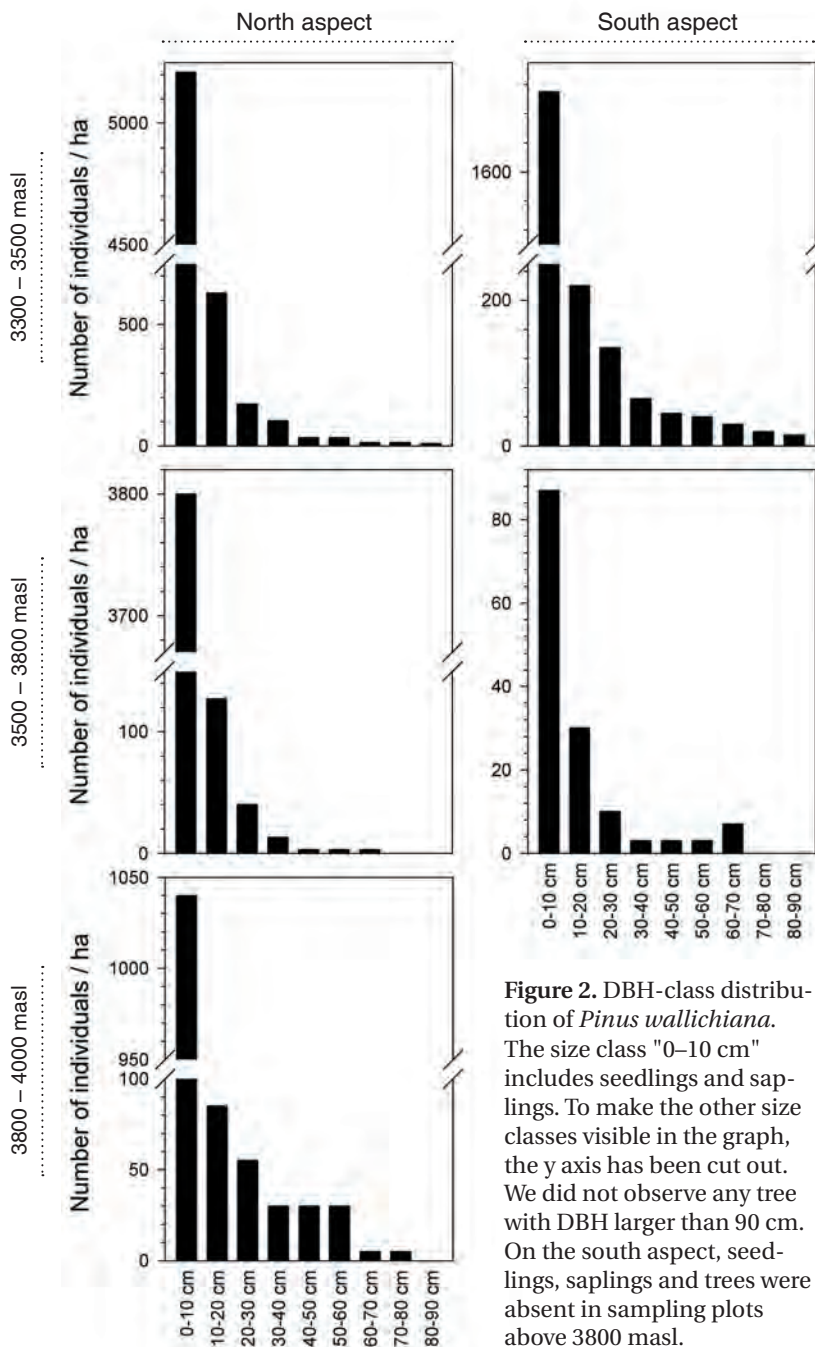 North aspect
South aspect
3300 – 3500 masl
Number of individuals / ha
5000
4500
500
0
1600
200
0
3500 – 3800 masl
Number of individuals / ha
3800
3700
100
0
80
60
40
20
0
0-10 cm
10-20 cm
20-30 cm
30-40 cm
40-50 cm
50-60 cm
60-70 cm
70-80 cm
80-90 cm
3800 – 4000 masl
Number of individuals / ha
1050
1000
950
100
50
0
0-10 cm
10-20 cm
20-30 cm
30-40 cm
40-50 cm
50-60 cm
60-70 cm
70-80 cm
80-90 cm
Figure 2. DBH-class distribu-
tion of Pinus wallichiana.
The size class "0–10 cm"
includes seedlings and sap-
lings. To make the other size
classes visible in the graph,
the y axis has been cut out.
We did not observe any tree
with DBH larger than 90 cm.
On the south aspect, seed-
lings, saplings and trees were
absent in sampling plots
above 3800 masl.